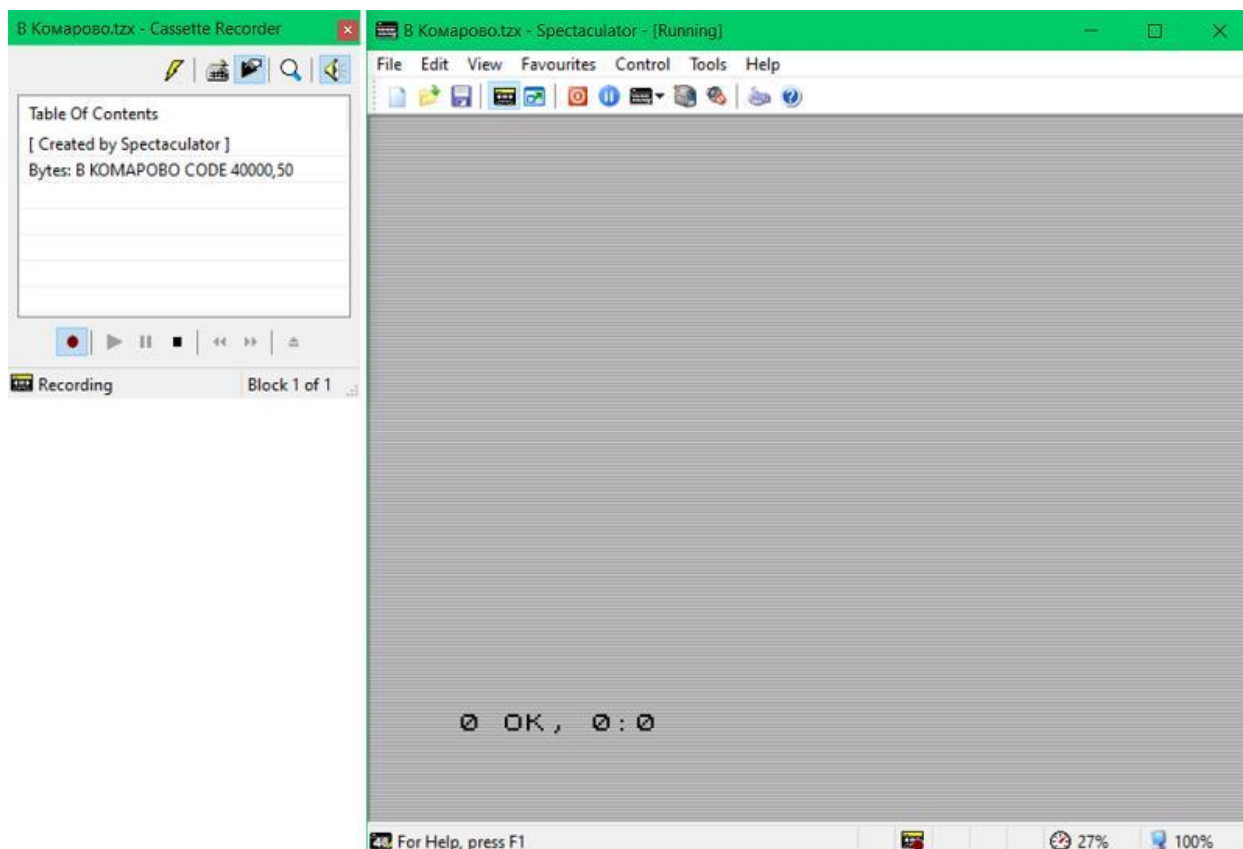 В Комарово.tzx - Cassette Recorder
Table Of Contents
[ Created by Spectaculator ]
Bytes: B KOMAPOBO CODE 40000,50
Recording
Block 1 of 1
В Комарово.tzx - Spectaculator - [Running]
File Edit View Favourites Control Tools Help
0 OK, 0:0
48 For Help, press F1
27%
100%